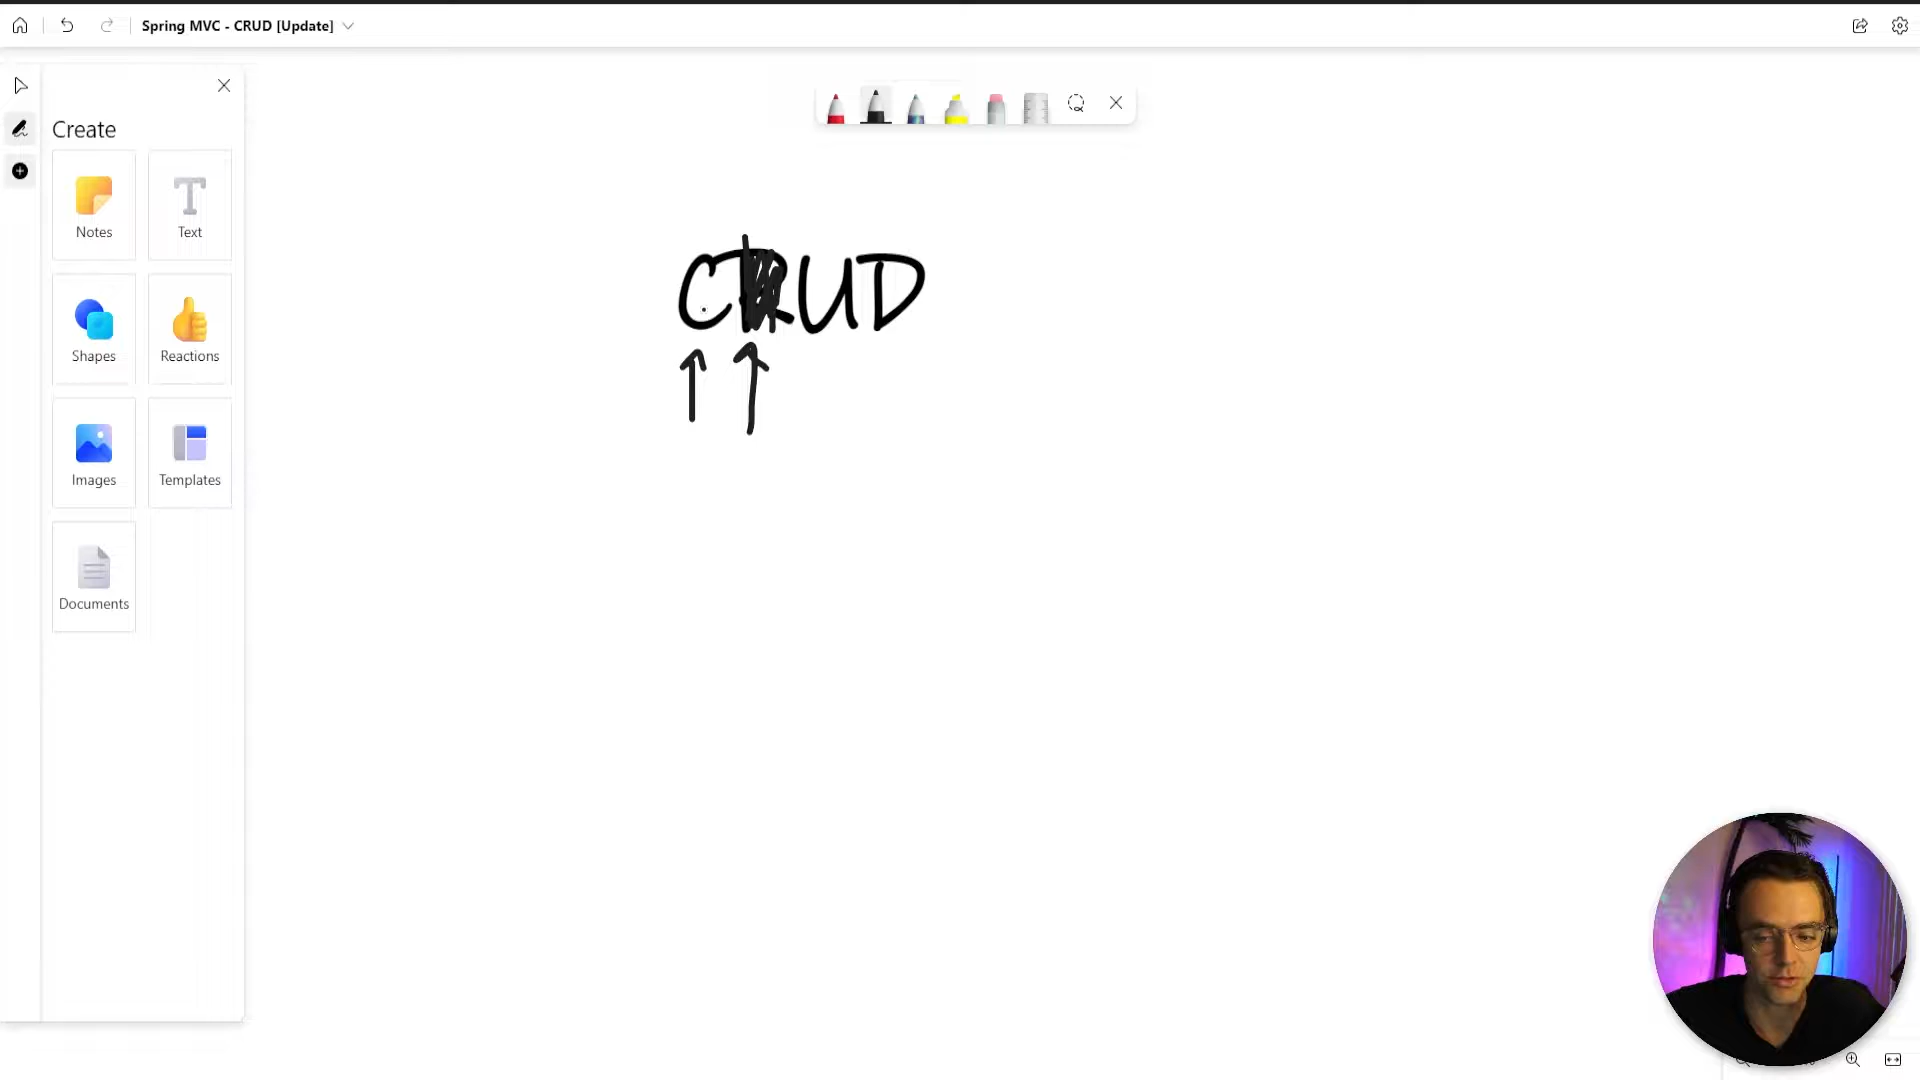 Spring MVC - CRUD [Update]
Create
Notes
Text
CRUD
Shapes
Reactions
Images
Templates
Documents